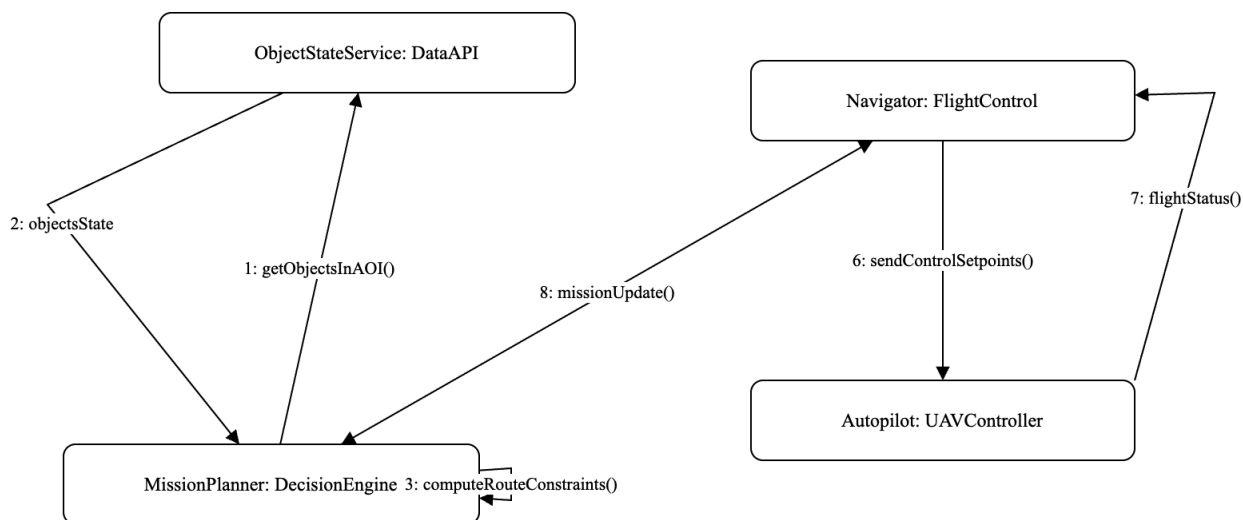 ObjectStateService: DataAPI
Navigator: FlightControl
2: objectsState
7: flightStatus()
1: getObjectsInAOI()
6: sendControlSetpoints()
8: missionUpdate()
Autopilot: UAVController
MissionPlanner: DecisionEngine
3: computeRouteConstraints()